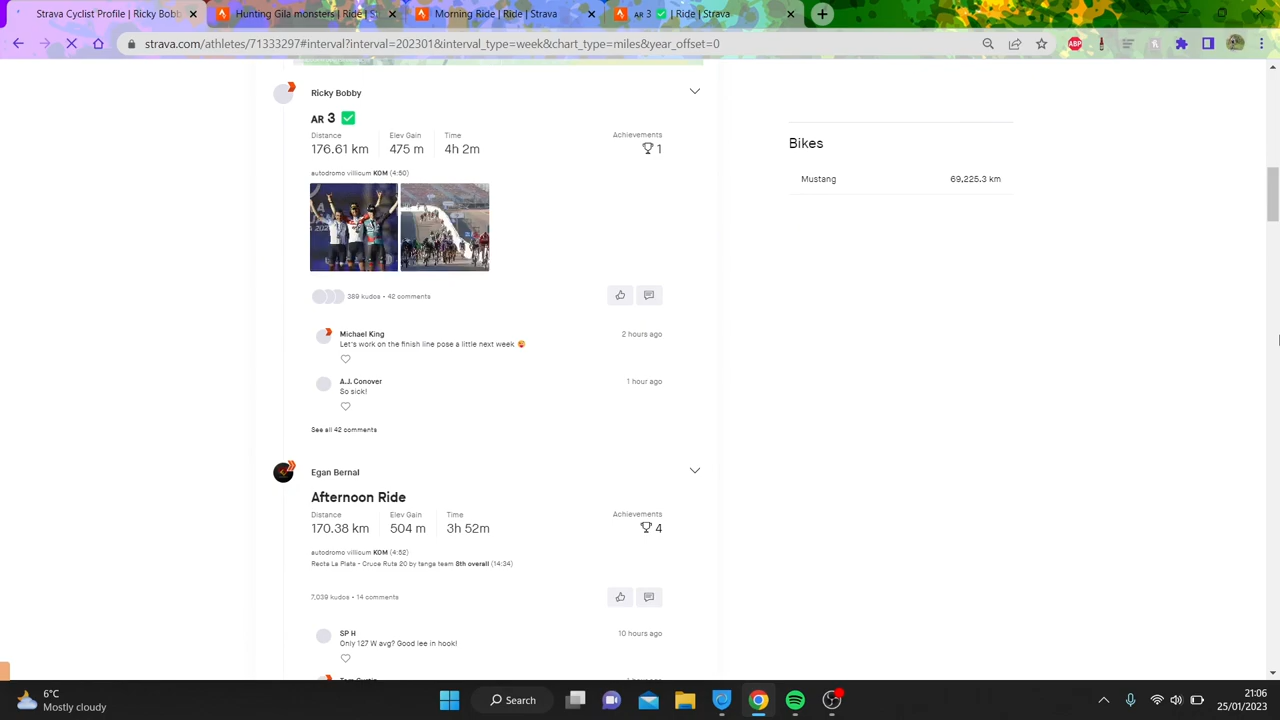 Strava Cyclist Profile | Ricky Bobb
Hunting Gila monsters | Ride | S
Morning Ride | Ride | Strava
AR 3 ✅ | Ride | Strava
strava.com/athletes/71333297#interval?interval=202301&interval_type=week&chart_type=miles&year_offset=0
ABP
Ricky Bobby
AR 3 ✅
Distance Elev Gain Time Achievements
176.61 km 475 m 4h 2m 1
autodromo villicum KOM (4:50)
389 kudos • 42 comments
Michael King 2 hours ago
Let's work on the finish line pose a little next week 🥵
A.J. Conover 1 hour ago
So sick!
See all 42 comments
Egan Bernal
Afternoon Ride
Distance Elev Gain Time Achievements
170.38 km 504 m 3h 52m 4
autodromo villicum KOM (4:52)
Recta La Plata - Cruce Ruta 20 by tanga team 8th overall (14:34)
7,039 kudos • 14 comments
SP H 10 hours ago
Only 127 W avg? Good lee in hook!
Bikes
Mustang 69,225.3 km
6°C
Mostly cloudy
Search
21:06
25/01/2023